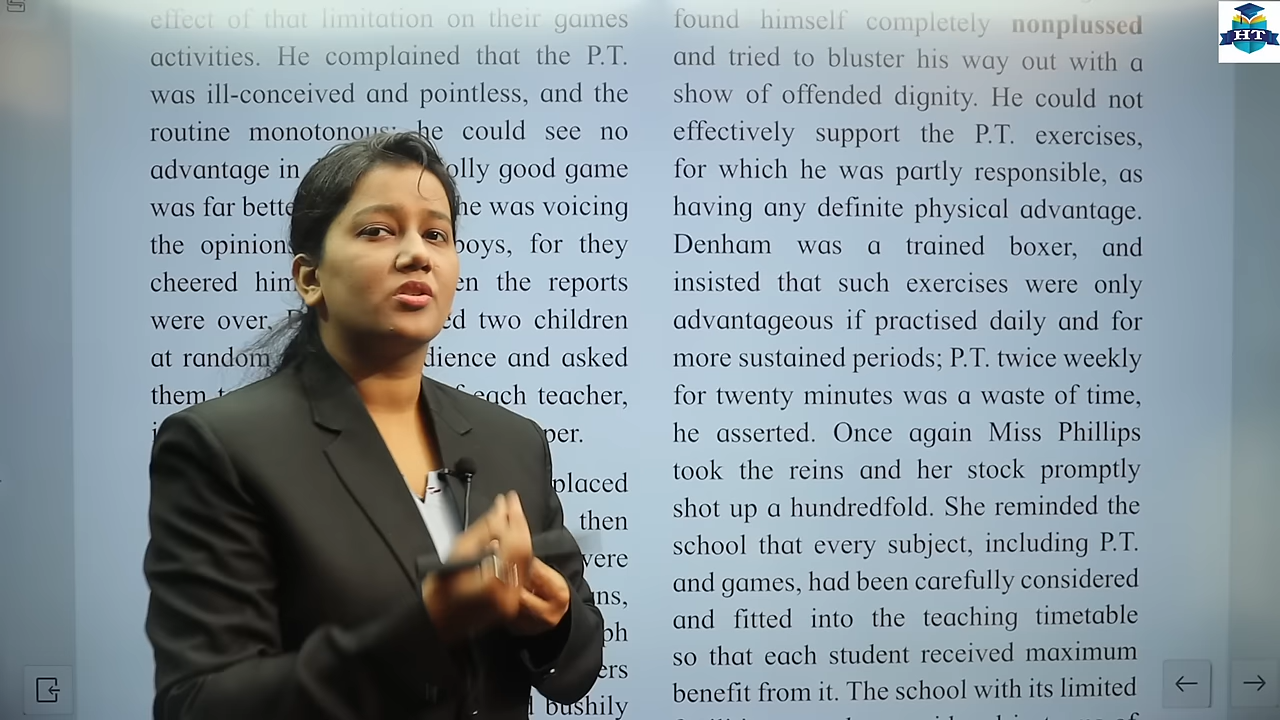 effect of that limitation on their games
activities. He complained that the P.T.
was ill-conceived and pointless, and the
routine monotonous; he could see no
advantage in olly good game
was far bette he was voicing
the opinion boys, for they
cheered him en the reports
were over, ed two children
at random dience and asked
them of each teacher,
per.
placed
then
were
ns,
ph
ers
bushily
found himself completely nonplussed
and tried to bluster his way out with a
show of offended dignity. He could not
effectively support the P.T. exercises,
for which he was partly responsible, as
having any definite physical advantage.
Denham was a trained boxer, and
insisted that such exercises were only
advantageous if practised daily and for
more sustained periods; P.T. twice weekly
for twenty minutes was a waste of time,
he asserted. Once again Miss Phillips
took the reins and her stock promptly
shot up a hundredfold. She reminded the
school that every subject, including P.T.
and games, had been carefully considered
and fitted into the teaching timetable
so that each student received maximum
benefit from it. The school with its limited
HT